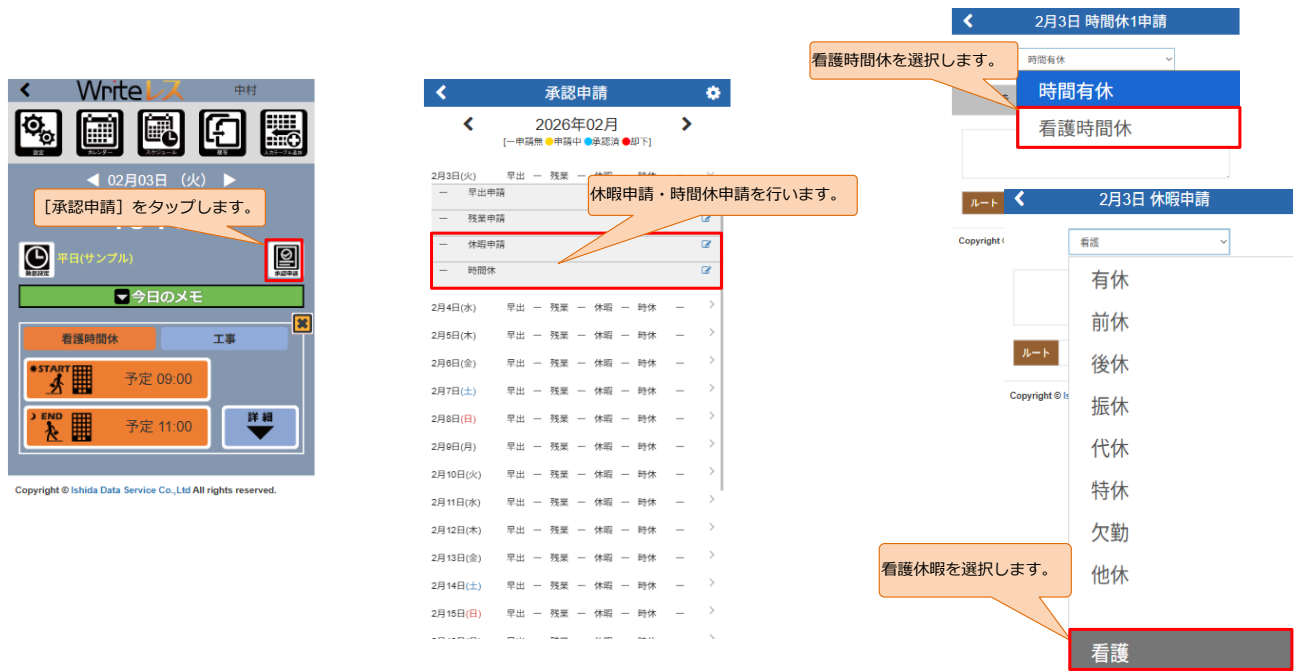 Writeレス 中村
設定 カレンダー スケジュール 複写 入力テーブル追加
◀ 02月03日 （火） ▶
［承認申請］をタップします。
勤怠設定 平日(サンプル) 承認申請
▼今日のメモ
看護時間休 工事
START 予定 09:00
END 予定 11:00 詳細
Copyright © Ishida Data Service Co.,Ltd All rights reserved.
承認申請
2026年02月
[ー申請無 ●申請中 ●承認済 ●却下]
2月3日(火) 早出 ー 残業 ー 休暇 ー 時休
ー 早出申請
休暇申請・時間休申請を行います。
ー 残業申請
ー 休暇申請
ー 時間休
2月4日(水) 早出 ー 残業 ー 休暇 ー 時休 ー
2月5日(木) 早出 ー 残業 ー 休暇 ー 時休 ー
2月6日(金) 早出 ー 残業 ー 休暇 ー 時休 ー
2月7日(土) 早出 ー 残業 ー 休暇 ー 時休 ー
2月8日(日) 早出 ー 残業 ー 休暇 ー 時休 ー
2月9日(月) 早出 ー 残業 ー 休暇 ー 時休 ー
2月10日(火) 早出 ー 残業 ー 休暇 ー 時休 ー
2月11日(水) 早出 ー 残業 ー 休暇 ー 時休 ー
2月12日(木) 早出 ー 残業 ー 休暇 ー 時休 ー
2月13日(金) 早出 ー 残業 ー 休暇 ー 時休 ー
2月14日(土) 早出 ー 残業 ー 休暇 ー 時休 ー
2月15日(日) 早出 ー 残業 ー 休暇 ー 時休 ー
2月3日 時間休1申請
看護時間休を選択します。
時間有休
時間有休
看護時間休
ルート
Copyright
2月3日 休暇申請
看護
有休
前休
後休
振休
代休
特休
欠勤
他休
看護
ルート
Copyright © Is
看護休暇を選択します。